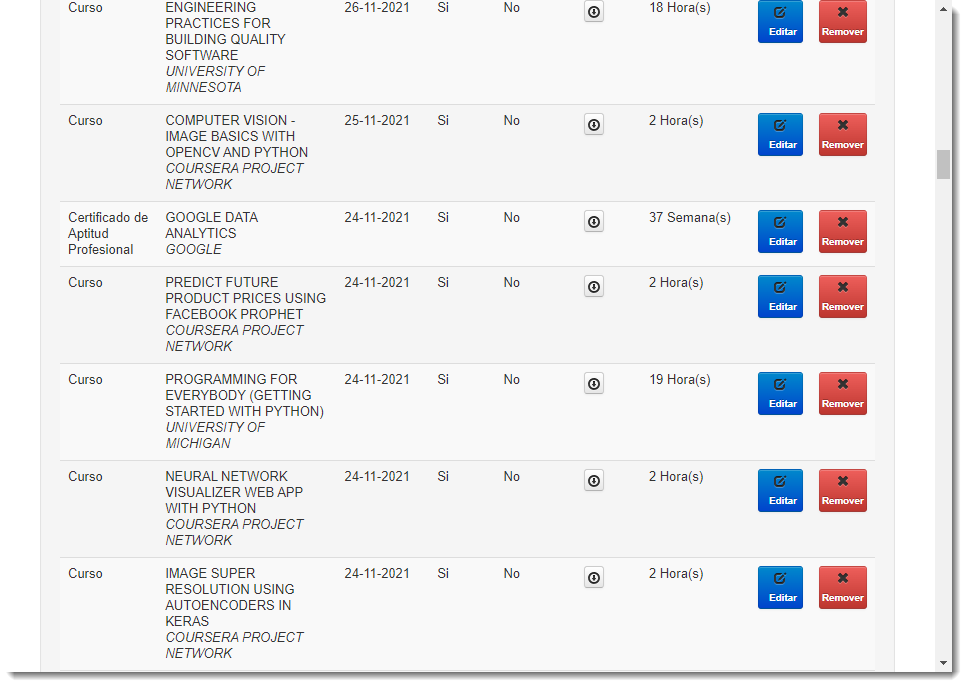 Curso ENGINEERING 26-11-2021 Si No 18 Hora(s)
PRACTICES FOR
BUILDING QUALITY
SOFTWARE
UNIVERSITY OF
MINNESOTA
Editar Remover
Curso COMPUTER VISION - 25-11-2021 Si No 2 Hora(s)
IMAGE BASICS WITH
OPENCV AND PYTHON
COURSERA PROJECT
NETWORK
Editar Remover
Certificado de GOOGLE DATA 24-11-2021 Si No 37 Semana(s)
Aptitud ANALYTICS
Profesional GOOGLE
Editar Remover
Curso PREDICT FUTURE 24-11-2021 Si No 2 Hora(s)
PRODUCT PRICES USING
FACEBOOK PROPHET
COURSERA PROJECT
NETWORK
Editar Remover
Curso PROGRAMMING FOR 24-11-2021 Si No 19 Hora(s)
EVERYBODY (GETTING
STARTED WITH PYTHON)
UNIVERSITY OF
MICHIGAN
Editar Remover
Curso NEURAL NETWORK 24-11-2021 Si No 2 Hora(s)
VISUALIZER WEB APP
WITH PYTHON
COURSERA PROJECT
NETWORK
Editar Remover
Curso IMAGE SUPER 24-11-2021 Si No 2 Hora(s)
RESOLUTION USING
AUTOENCODERS IN
KERAS
COURSERA PROJECT
NETWORK
Editar Remover